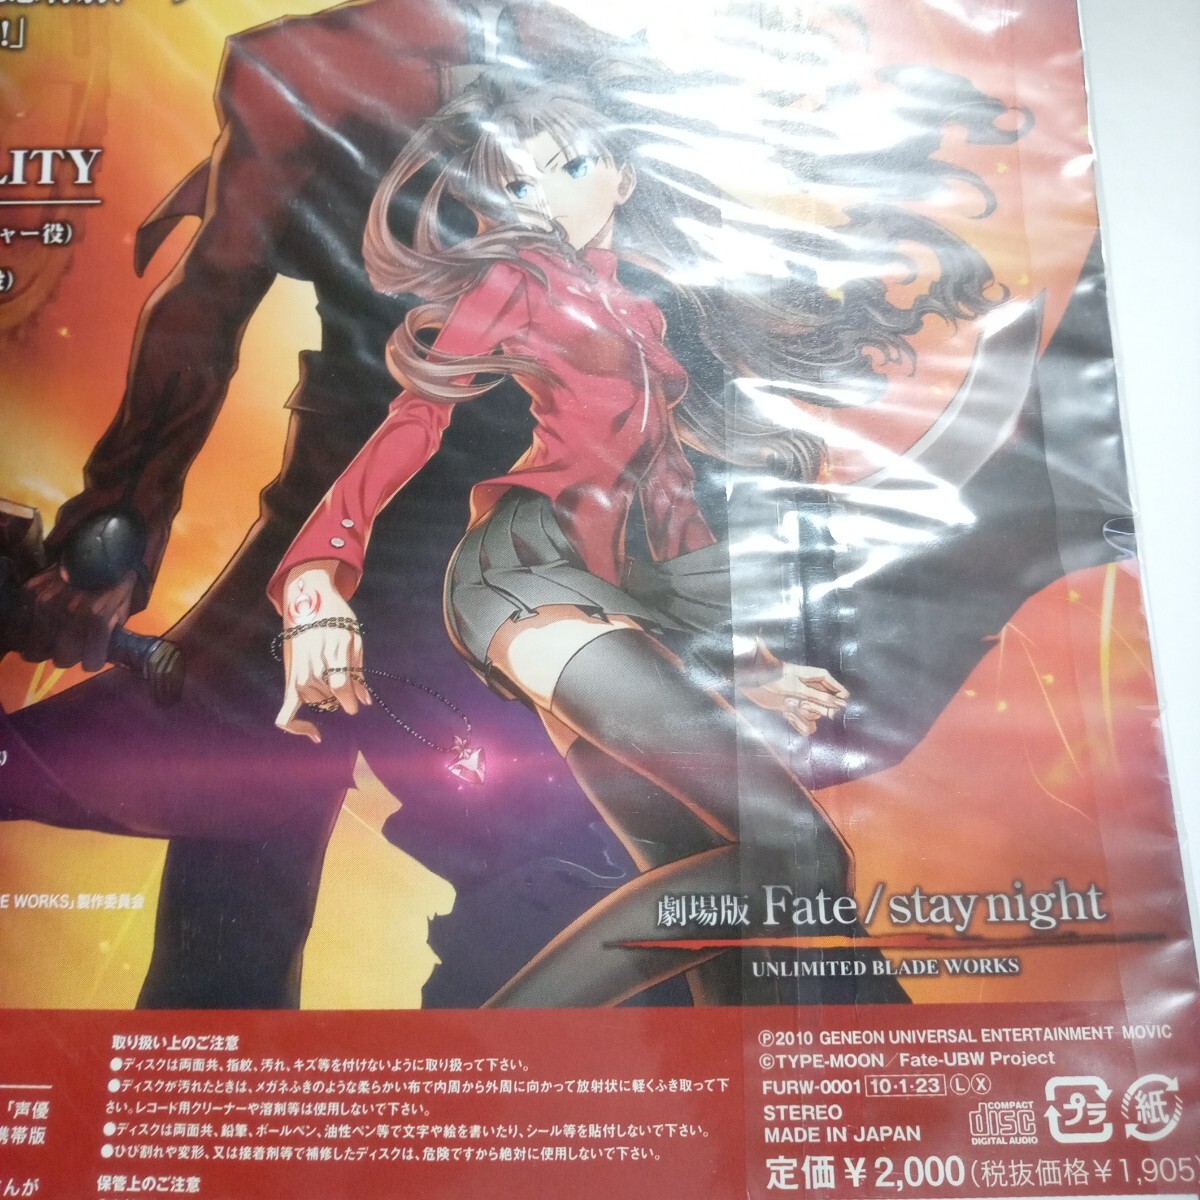 !」
LITY
ャー役)
役)
E WORKS」製作委員会
劇場版 Fate/stay night
UNLIMITED BLADE WORKS
取り扱い上のご注意
●ディスクは両面共、指紋、汚れ、キズ等を付けないように取り扱って下さい。
●ディスクが汚れたときは、メガネふきのような柔らかい布で内周から外周に向かって放射状に軽くふき取って下
さい。レコード用クリーナーや溶剤等は使用しないで下さい。
●ディスクは両面共、鉛筆、ボールペン、油性ペン等で文字や絵を書いたり、シール等を貼付しないで下さい。
●ひび割れや変形、又は接着剤等で補修したディスクは、危険ですから絶対に使用しないで下さい。
保管上のご注意
「声優
携帯版
さんが
Ⓟ2010 GENEON UNIVERSAL ENTERTAINMENT MOVIC
©TYPE-MOON/Fate-UBW Project
FURW-0001 10・1・23 Ⓛ Ⓧ
STEREO
MADE IN JAPAN
COMPACT
disc
DIGITAL AUDIO
プラ
紙
定価¥2,000(税抜価格¥1,905